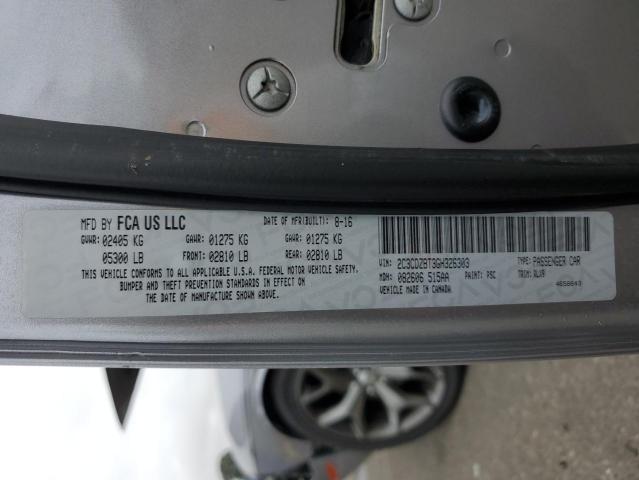 MFD BY FCA US LLC DATE OF MFR(BUILT): 8-16
GVWR: 02405 KG GAWR: 01275 KG GAWR: 01275 KG
05300 LB FRONT: 02810 LB REAR: 02810 LB
THIS VEHICLE CONFORMS TO ALL APPLICABLE U.S.A. FEDERAL MOTOR VEHICLE SAFETY,
BUMPER AND THEFT PREVENTION STANDARDS IN EFFECT ON
THE DATE OF MANUFACTURE SHOWN ABOVE.
VIN: 2C3CDZBT3GH326303 TYPE: PASSENGER CAR
MDH: 082606 515AA PAINT: PSC TRIM: RLV9
VEHICLE MADE IN CANADA 4658643